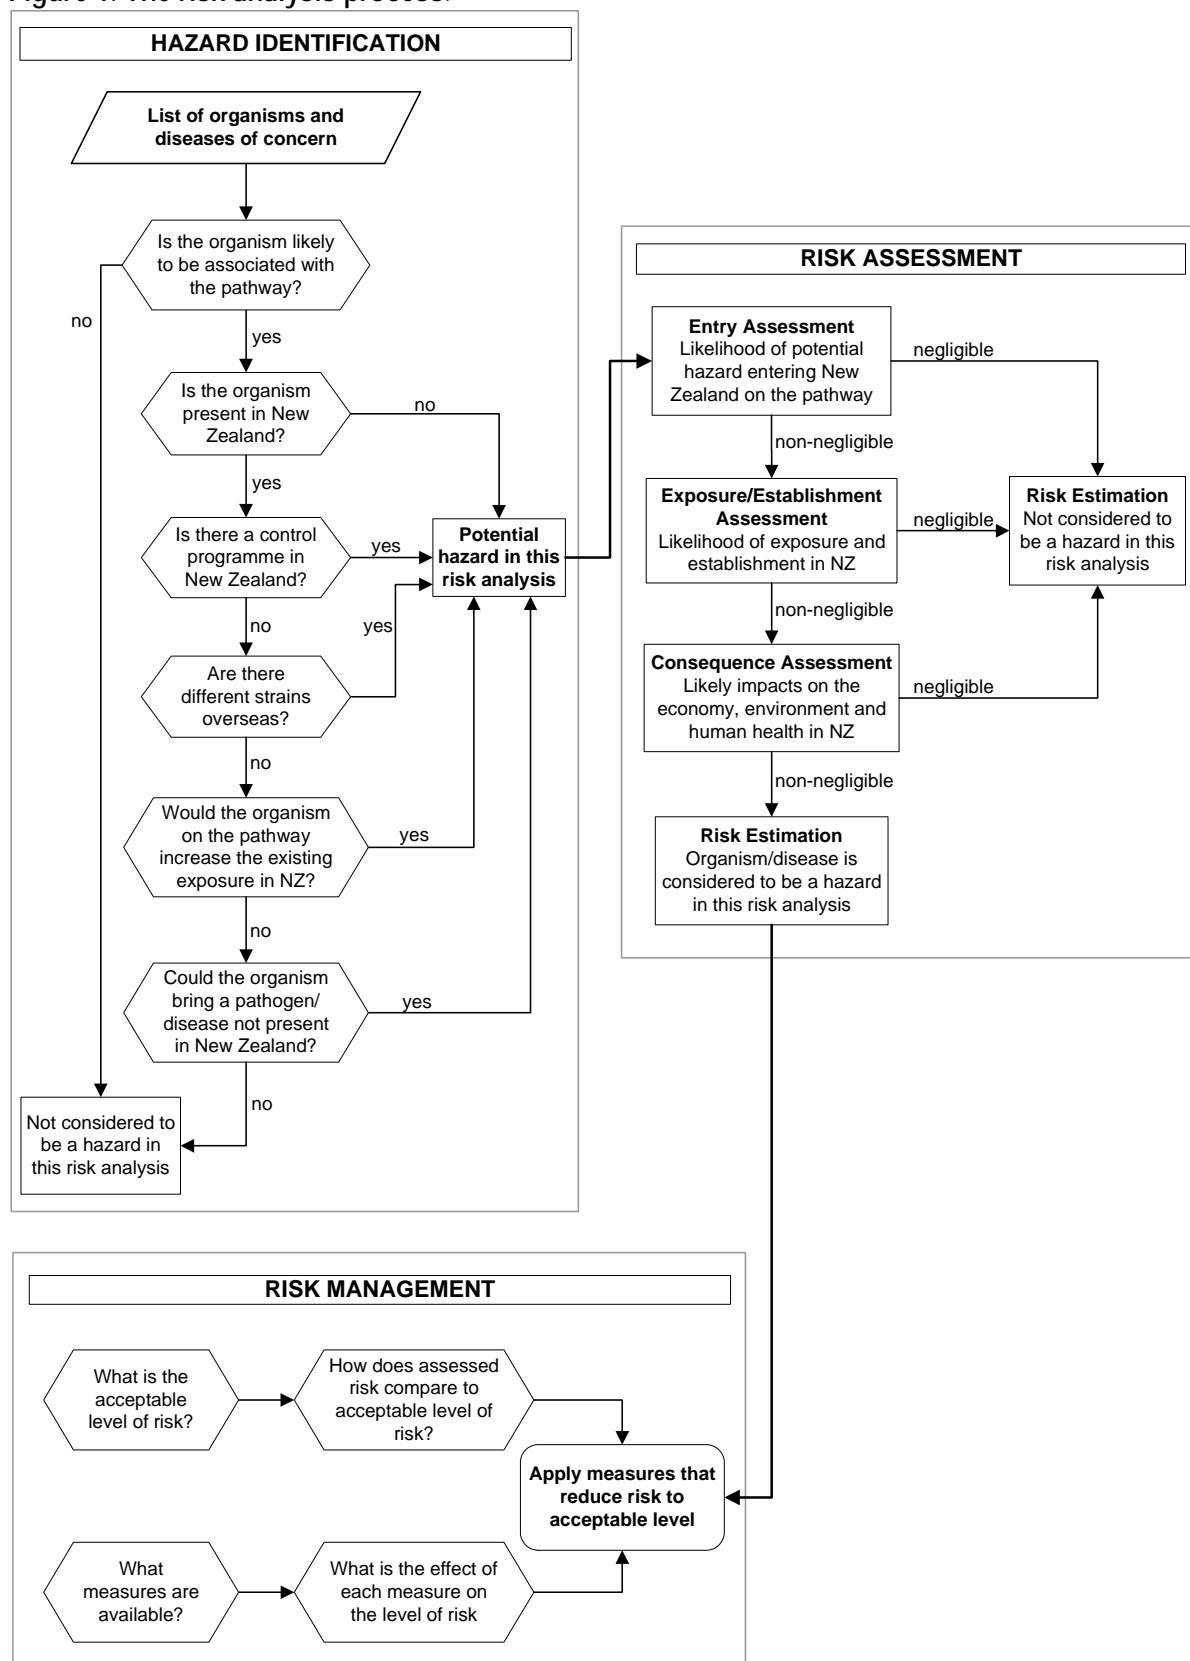 Figure 1. The risk analysis process.
HAZARD IDENTIFICATION
List of organisms and
diseases of concern
Is the organism likely
to be associated with
the pathway?
no
yes
Is the organism
present in New
Zealand?
no
yes
Is there a control
programme in
New Zealand?
yes
Potential
hazard in this
risk analysis
no
yes
Are there
different strains
overseas?
no
Would the organism
on the pathway
increase the existing
exposure in NZ?
yes
no
Could the organism
bring a pathogen/
disease not present
in New Zealand?
yes
no
Not considered to
be a hazard in
this risk analysis
RISK ASSESSMENT
Entry Assessment
Likelihood of potential
hazard entering New
Zealand on the pathway
negligible
non-negligible
Exposure/Establishment
Assessment
Likelihood of exposure and
establishment in NZ
negligible
Risk Estimation
Not considered to
be a hazard in this
risk analysis
non-negligible
Consequence Assessment
Likely impacts on the
economy, environment and
human health in NZ
negligible
non-negligible
Risk Estimation
Organism/disease is
considered to be a hazard
in this risk analysis
RISK MANAGEMENT
What is the
acceptable
level of risk?
How does assessed
risk compare to
acceptable level of
risk?
Apply measures that
reduce risk to
acceptable level
What
measures are
available?
What is the effect of
each measure on
the level of risk